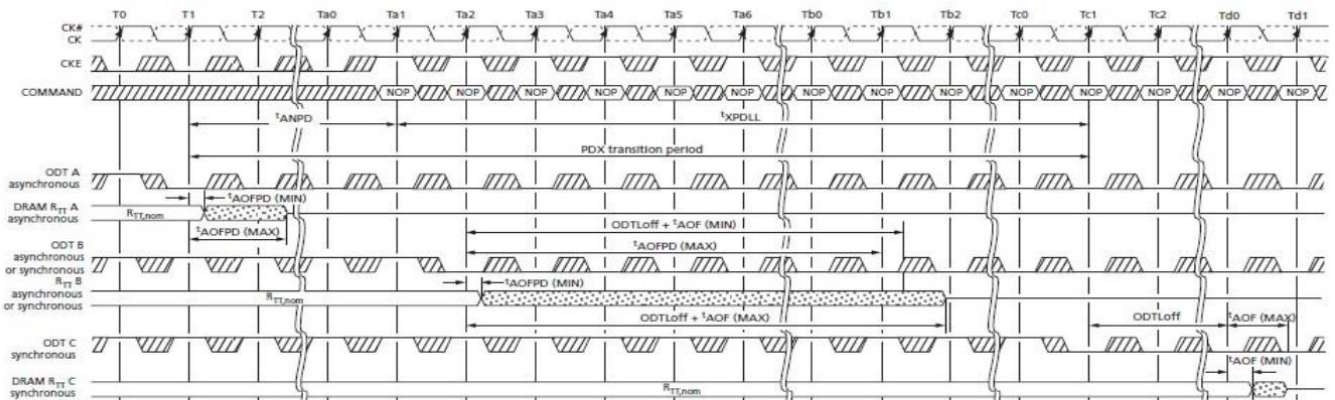 T0 T1 T2 Ta0 Ta1 Ta2 Ta3 Ta4 Ta5 Ta6 Tb0 Tb1 Tb2 Tc0 Tc1 Tc2 Td0 Td1
CK#
CK
CKE
COMMAND NOP NOP NOP NOP NOP NOP NOP NOP NOP NOP NOP NOP NOP NOP
tANPD tXPDLL
PDX transition period
ODT A
asynchronous
tAOFPD (MIN)
DRAM RTT A
asynchronous
RTT,nom
tAOFPD (MAX)
ODTLoff + tAOF (MIN)
tAOFPD (MAX)
ODT B
asynchronous
or synchronous
tAOFPD (MIN)
RTT B
asynchronous
or synchronous
RTT,nom
ODTLoff + tAOF (MAX)
ODTLoff tAOF (MAX)
ODT C
synchronous
tAOF (MIN)
DRAM RTT C
synchronous
RTT,nom